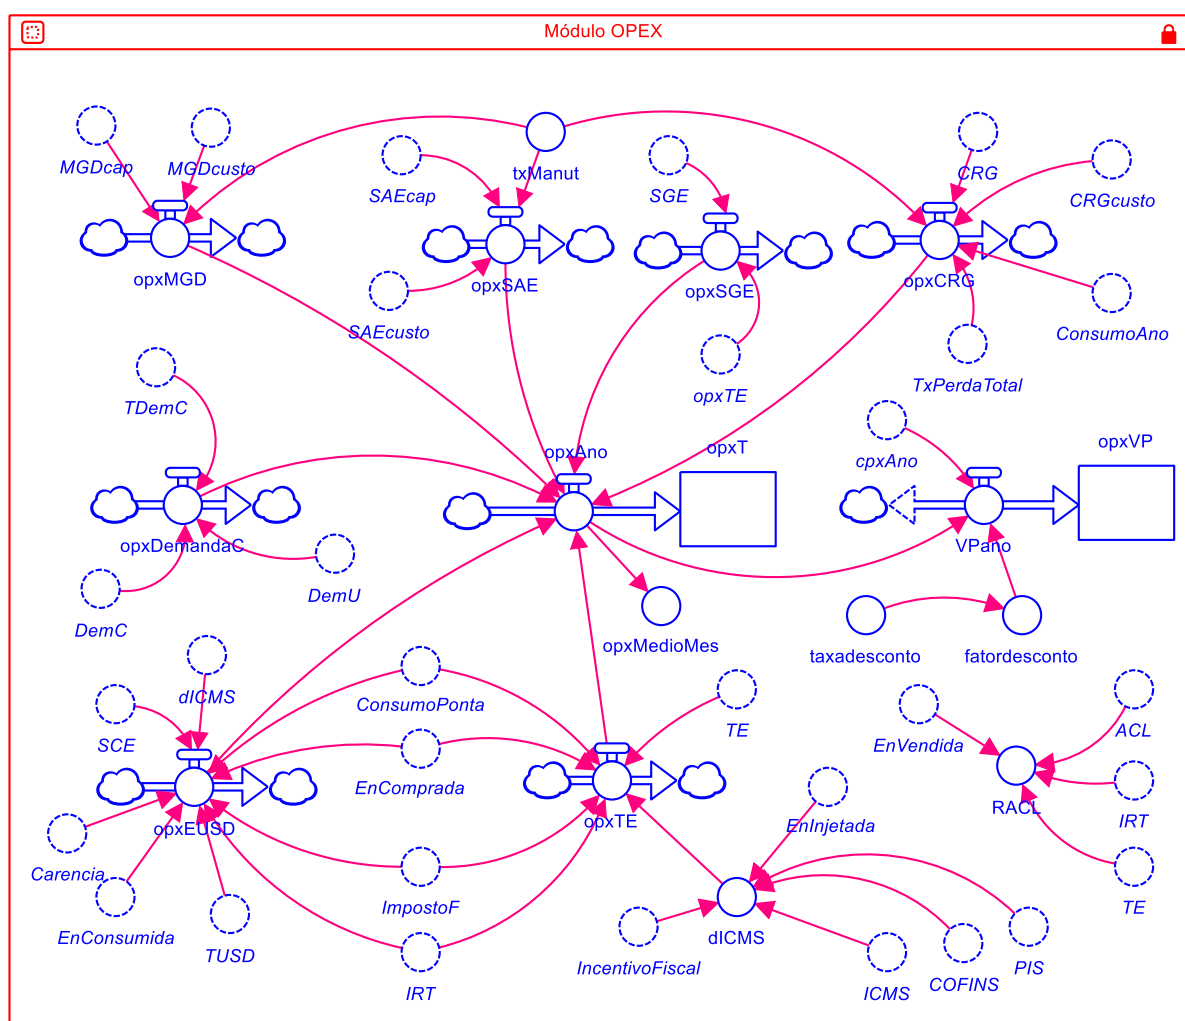 Módulo OPEX
MGDcap
MGDcusto
SAEcap
txManut
SGE
CRG
CRGcusto
opxMGD
opxSAE
opxSGE
opxCRG
SAEcusto
ConsumoAno
opxTE
TxPerdaTotal
TDemC
opxAno
opxT
cpxAno
opxVP
opxDemandaC
VPano
DemU
DemC
opxMedioMes
taxadesconto
fatordesconto
dICMS
ConsumoPonta
SCE
TE
EnVendida
ACL
EnComprada
opxEUSD
opxTE
EnInjetada
RACL
IRT
Carencia
ImpostoF
TE
EnConsumida
TUSD
dICMS
IRT
IncentivoFiscal
ICMS
COFINS
PIS